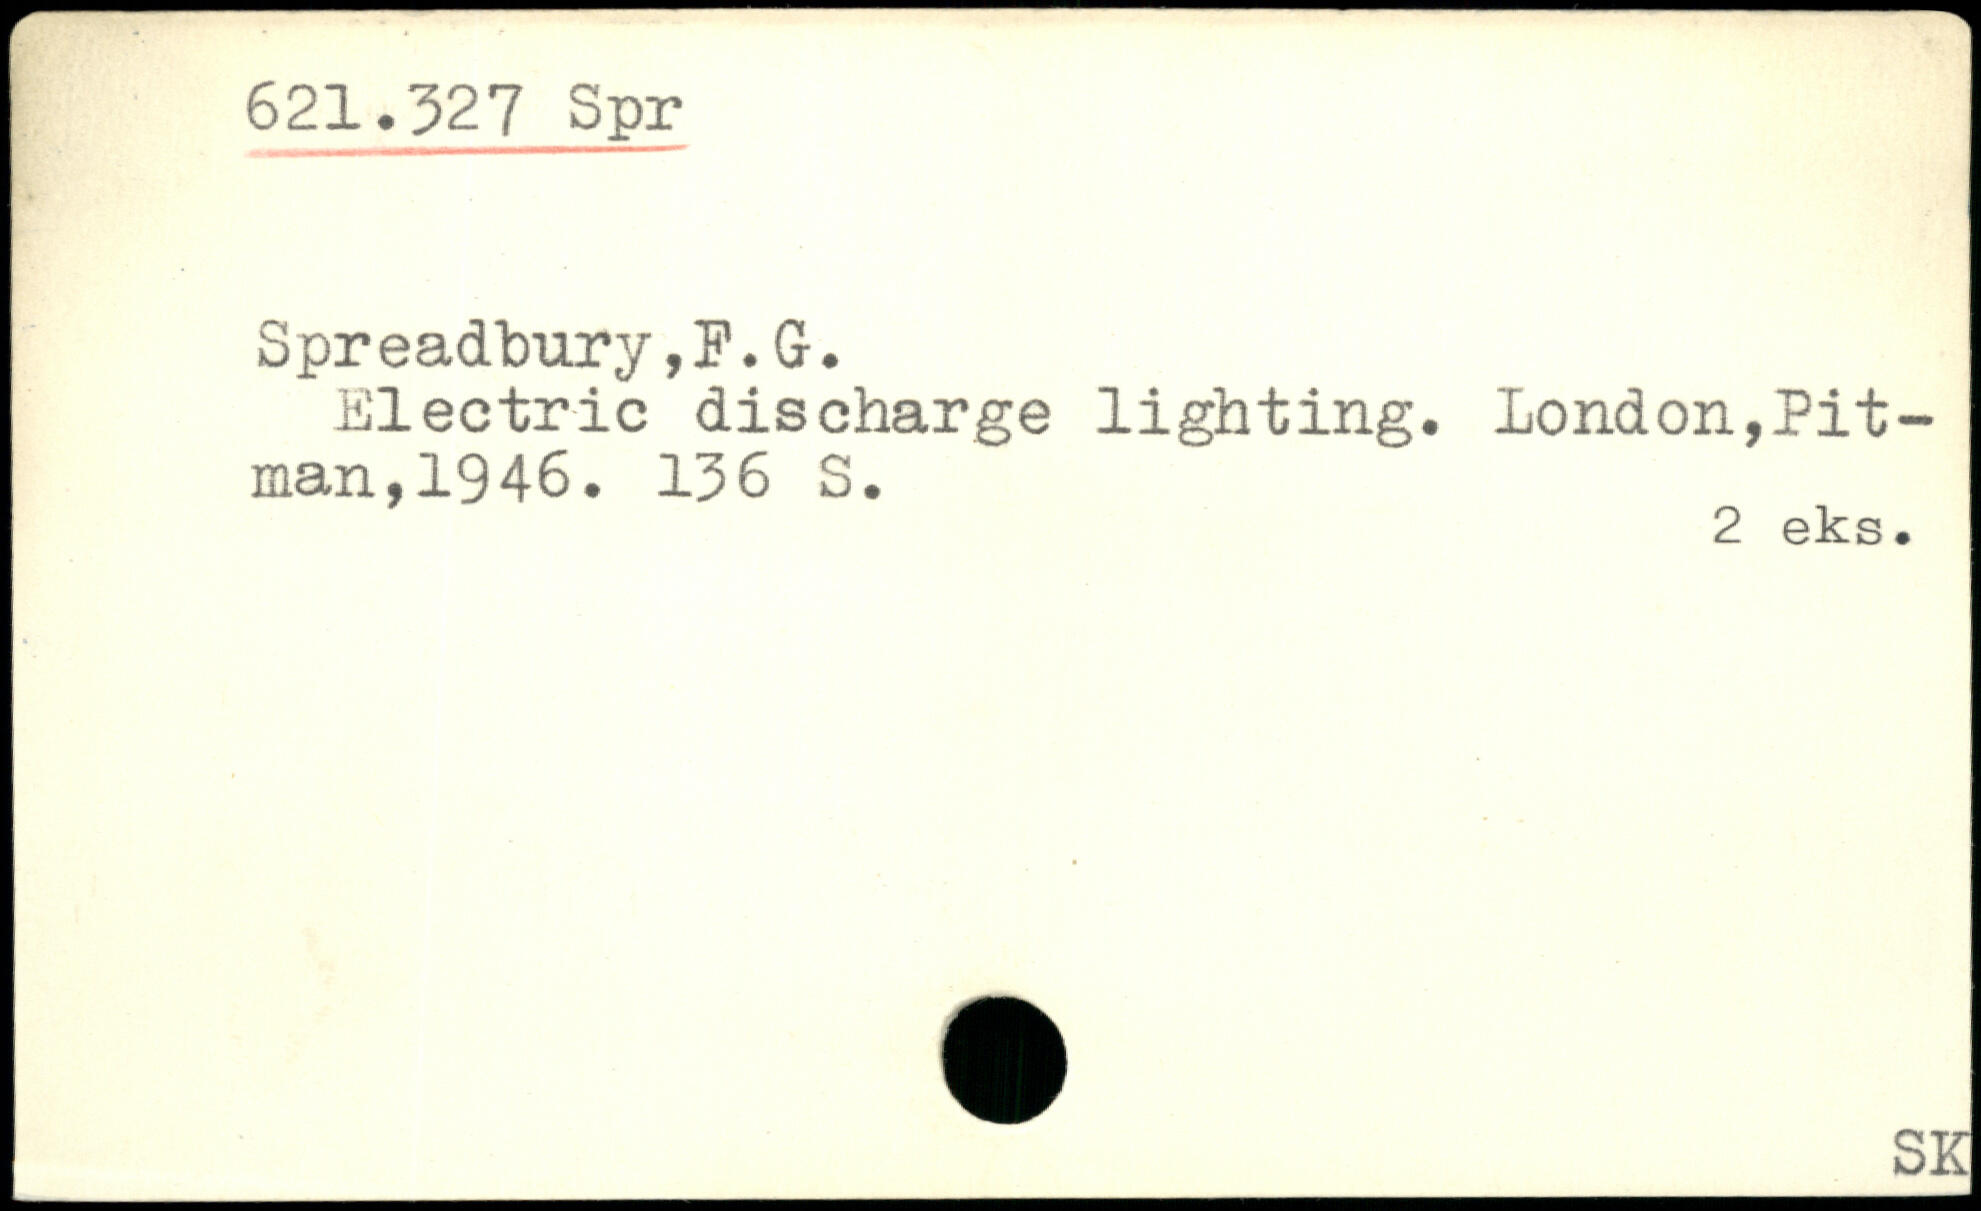 621.327 Spr
Spreadbury,F.G.
Electric discharge lighting. London,Pit-
man,1946. 136 S.
2 eks.
SK